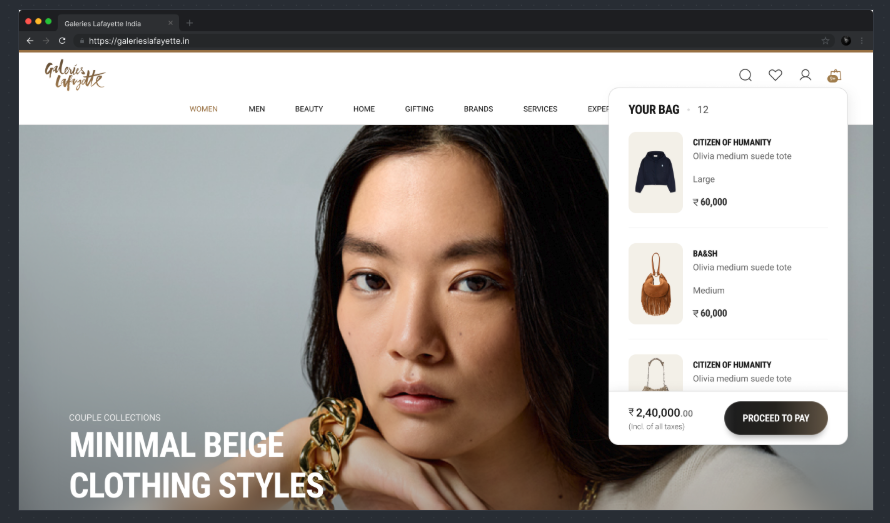 Galeries Lafayette India
https://galerieslafayette.in
Galeries
Lafayette
WOMEN MEN BEAUTY HOME GIFTING BRANDS SERVICES EXPER
YOUR BAG - 12
CITIZEN OF HUMANITY
Olivia medium suede tote
Large
₹ 60,000
BA&SH
Olivia medium suede tote
Medium
₹ 60,000
CITIZEN OF HUMANITY
Olivia medium suede tote
₹ 2,40,000.00
(Incl. of all taxes)
PROCEED TO PAY
COUPLE COLLECTIONS
MINIMAL BEIGE
CLOTHING STYLES